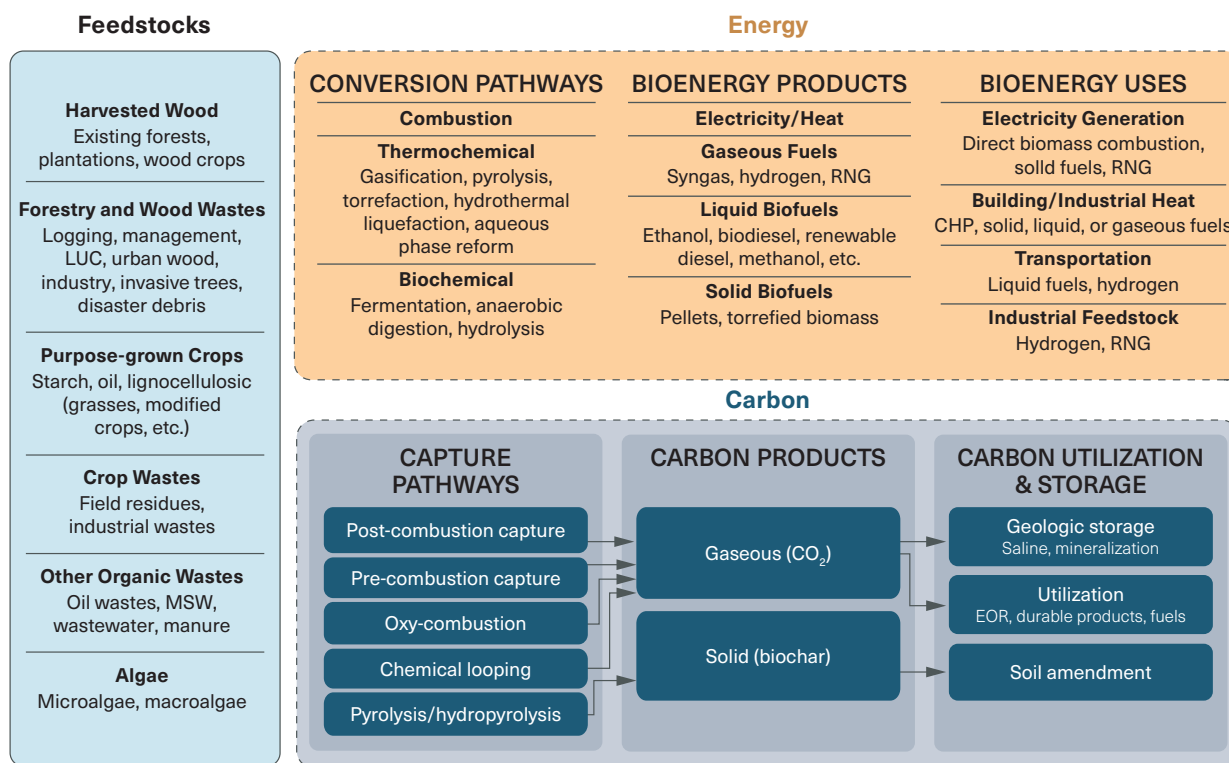 Feedstocks
Harvested Wood
Existing forests,
plantations, wood crops
Forestry and Wood Wastes
Logging, management,
LUC, urban wood,
industry, invasive trees,
disaster debris
Purpose-grown Crops
Starch, oil, lignocellulosic
(grasses, modified
crops, etc.)
Crop Wastes
Field residues,
industrial wastes
Other Organic Wastes
Oil wastes, MSW,
wastewater, manure
Algae
Microalgae, macroalgae
Energy
CONVERSION PATHWAYS
Combustion
Thermochemical
Gasification, pyrolysis,
torrefaction, hydrothermal
liquefaction, aqueous
phase reform
Biochemical
Fermentation, anaerobic
digestion, hydrolysis
BIOENERGY PRODUCTS
Electricity/Heat
Gaseous Fuels
Syngas, hydrogen, RNG
Liquid Biofuels
Ethanol, biodiesel, renewable
diesel, methanol, etc.
Solid Biofuels
Pellets, torrefied biomass
BIOENERGY USES
Electricity Generation
Direct biomass combustion,
solld fuels, RNG
Building/Industrial Heat
CHP, solid, liquid, or gaseous fuels
Transportation
Liquid fuels, hydrogen
Industrial Feedstock
Hydrogen, RNG
Carbon
CAPTURE
PATHWAYS
Post-combustion capture
Pre-combustion capture
Oxy-combustion
Chemical looping
Pyrolysis/hydropyrolysis
CARBON PRODUCTS
Gaseous (CO₂)
Solid (biochar)
CARBON UTILIZATION
& STORAGE
Geologic storage
Saline, mineralization
Utilization
EOR, durable products, fuels
Soil amendment